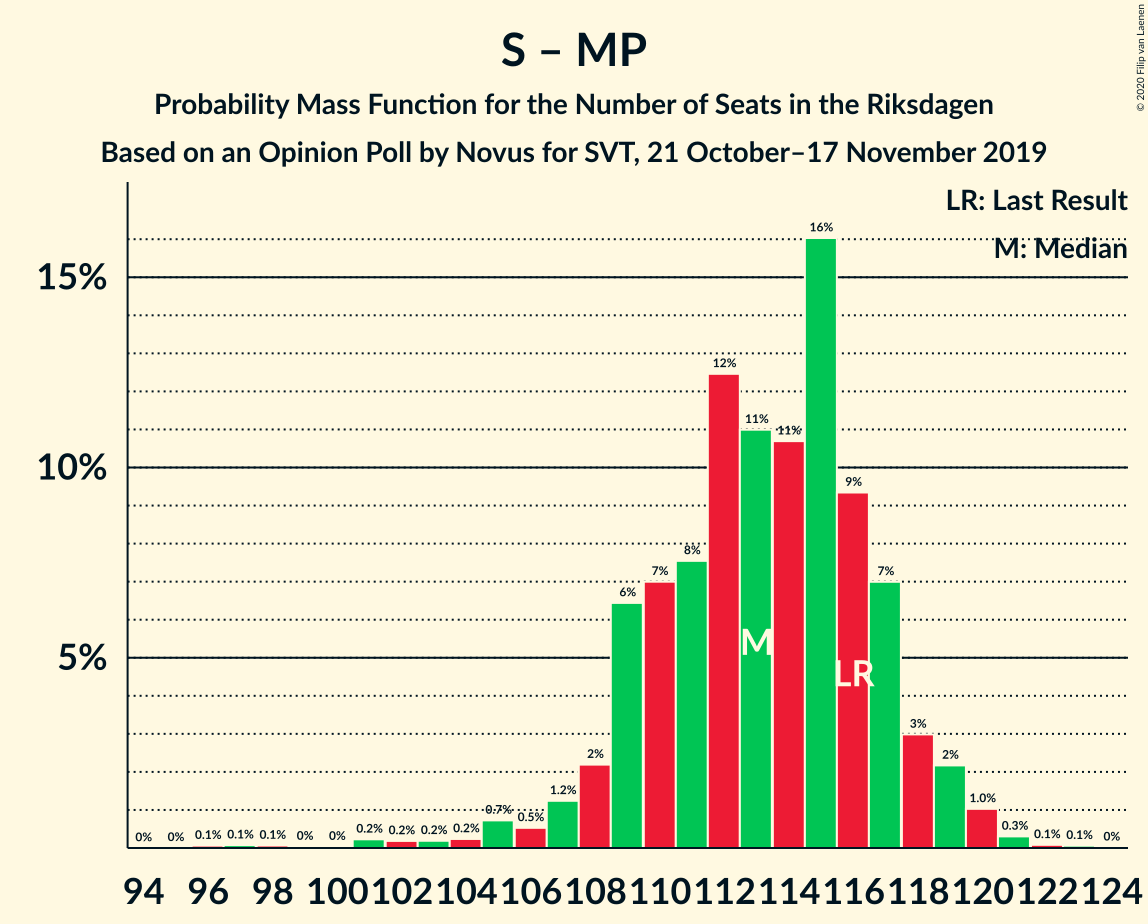 S – MP
Probability Mass Function for the Number of Seats in the Riksdagen
Based on an Opinion Poll by Novus for SVT, 21 October–17 November 2019
© 2020 Filip van Laenen
LR: Last Result
M: Median
15%
10%
5%
0% 0% 0.1% 0.1% 0.1% 0% 0% 0.2% 0.2% 0.2% 0.2% 0.7% 0.5% 1.2% 2% 6% 7% 8% 12% 11% 11% 16% 9% 7% 3% 2% 1.0% 0.3% 0.1% 0.1% 0%
M
LR
94 96 98 100 102 104 106 108 110 112 114 116 118 120 122 124